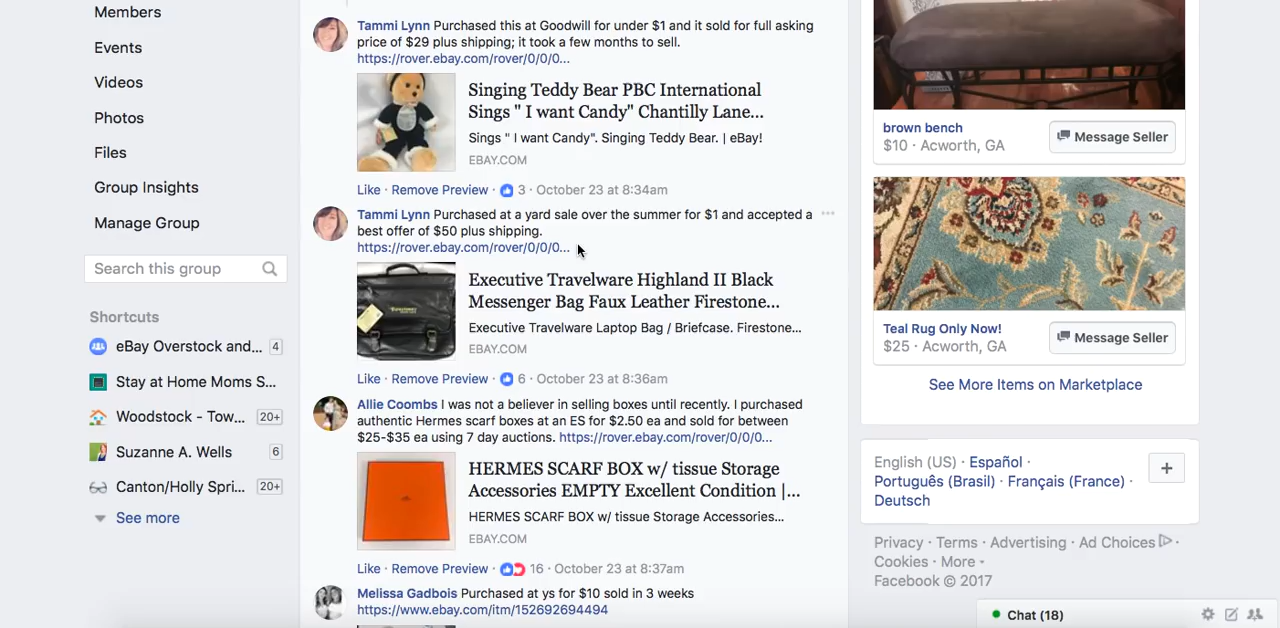 Members
Events
Videos
Photos
Files
Group Insights
Manage Group
Search this group
Shortcuts
eBay Overstock and... 4
Stay at Home Moms S...
Woodstock - Tow... 20+
Suzanne A. Wells 6
Canton/Holly Spri... 20+
See more
Tammi Lynn Purchased this at Goodwill for under $1 and it sold for full asking
price of $29 plus shipping; it took a few months to sell.
https://rover.ebay.com/rover/0/0/0...
Singing Teddy Bear PBC International
Sings " I want Candy" Chantilly Lane...
Sings " I want Candy". Singing Teddy Bear. | eBay!
EBAY.COM
Like · Remove Preview · 3 · October 23 at 8:34am
Tammi Lynn Purchased at a yard sale over the summer for $1 and accepted a
best offer of $50 plus shipping.
https://rover.ebay.com/rover/0/0/0...
Executive Travelware Highland II Black
Messenger Bag Faux Leather Firestone...
Executive Travelware Laptop Bag / Briefcase. Firestone...
EBAY.COM
Like · Remove Preview · 6 · October 23 at 8:36am
Allie Coombs I was not a believer in selling boxes until recently. I purchased
authentic Hermes scarf boxes at an ES for $2.50 ea and sold for between
$25-$35 ea using 7 day auctions. https://rover.ebay.com/rover/0/0/0...
HERMES SCARF BOX w/ tissue Storage
Accessories EMPTY Excellent Condition |...
HERMES SCARF BOX w/ tissue Storage Accessories...
EBAY.COM
Like · Remove Preview · 16 · October 23 at 8:37am
Melissa Gadbois Purchased at ys for $10 sold in 3 weeks
https://www.ebay.com/itm/152692694494
brown bench
$10 · Acworth, GA
Message Seller
Teal Rug Only Now!
$25 · Acworth, GA
Message Seller
See More Items on Marketplace
English (US) · Español ·
Português (Brasil) · Français (France) ·
Deutsch
Privacy · Terms · Advertising · Ad Choices ·
Cookies · More
Facebook © 2017
Chat (18)